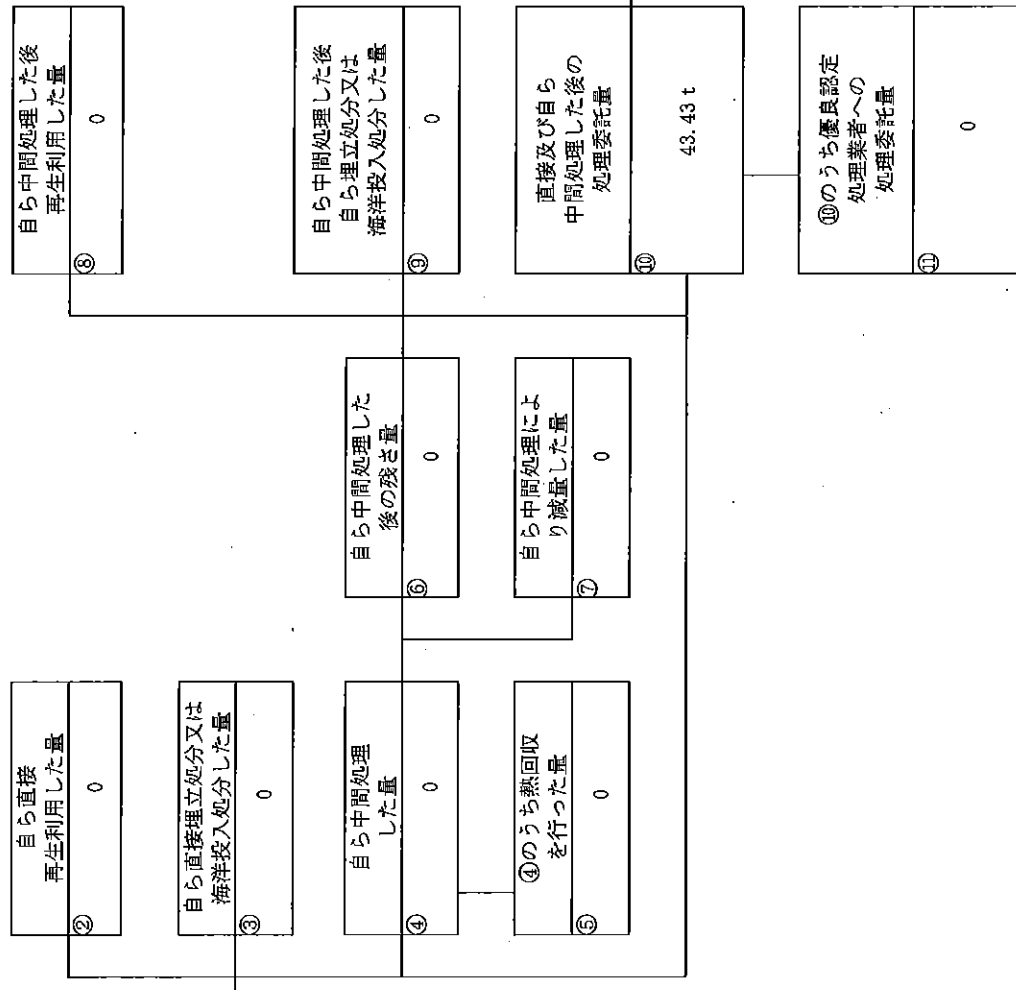 自ら直接
再生利用した量
② 0
自ら直接埋立処分又は
海洋投入処分した量
③ 0
自ら中間処理
した量
④ 0
④のうち熱回収
を行った量
⑤ 0
自ら中間処理した
後の残さ量
⑥ 0
自ら中間処理によ
り減量した量
⑦ 0
自ら中間処理した後
再生利用した量
⑧ 0
自ら中間処理した後
自ら埋立処分又は
海洋投入処分した量
⑨ 0
直接及び自ら
中間処理した後の
処理委託量
⑩ 43.43 t
⑩のうち優良認定
処理業者への
処理委託量
⑪ 0